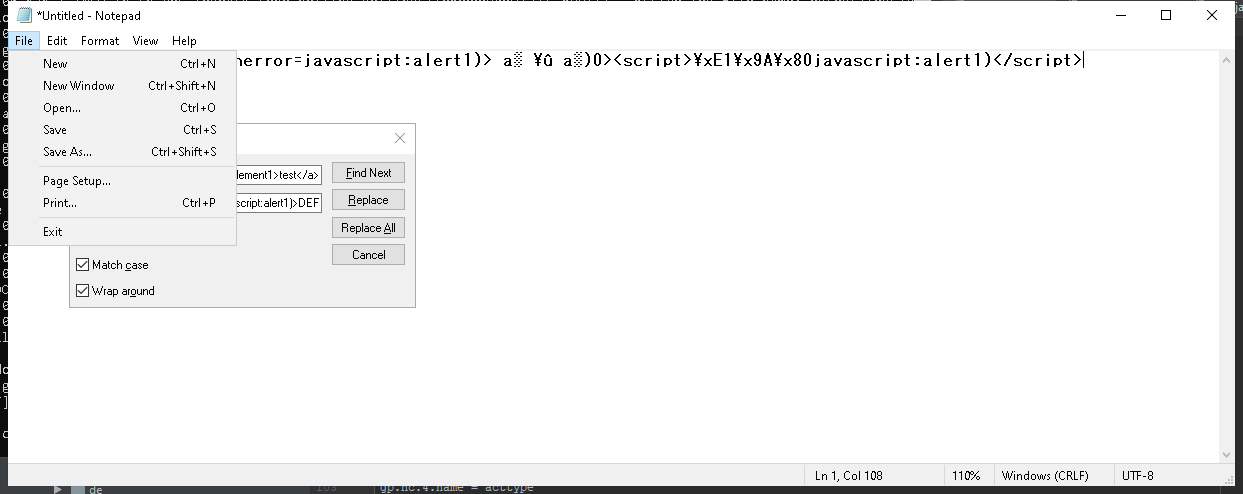 *Untitled - Notepad
File Edit Format View Help
nerror=javascript:alert1)> a▒ ¥û a▒)0><script>¥xE1¥x9A¥x80javascript:alert1)</script>
New Ctrl+N
New Window Ctrl+Shift+N
Open... Ctrl+O
Save Ctrl+S
Save As... Ctrl+Shift+S
Page Setup...
Print... Ctrl+P
Exit
lement1>test</a>
Find Next
script:alert1)>DEF
Replace
Replace All
Cancel
Match case
Wrap around
Ln 1, Col 108 110% Windows (CRLF) UTF-8
de
103 gp.nc.4.name = acttype